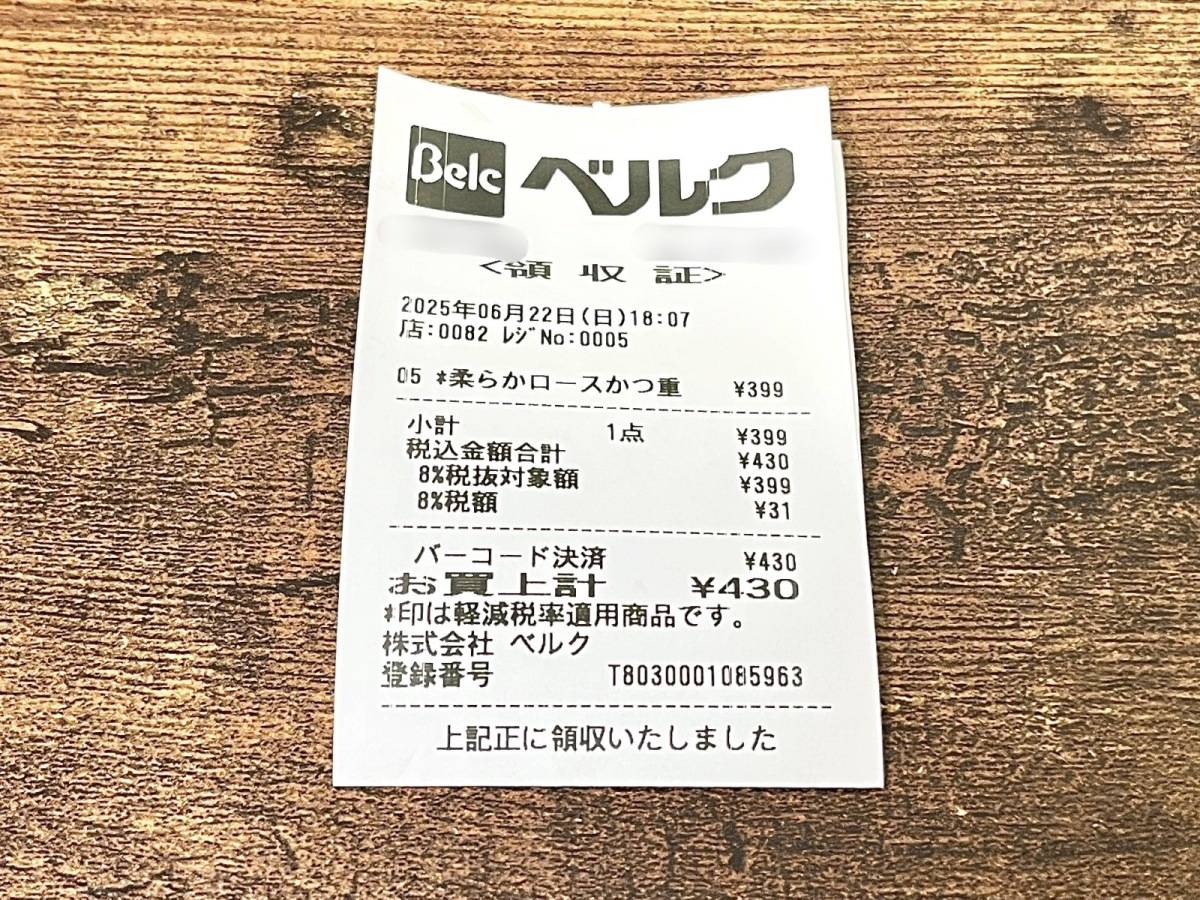 Belc ベルク
<領収証>
2025年06月22日(日)18:07
店:0082 ﾚｼﾞNo:0005
05 *柔らかロースかつ重 ¥399
小計 1点 ¥399
税込金額合計 ¥430
8%税抜対象額 ¥399
8%税額 ¥31
バーコード決済 ¥430
お買上計 ¥430
*印は軽減税率適用商品です。
株式会社 ベルク
登録番号 T8030001085963
上記正に領収いたしました